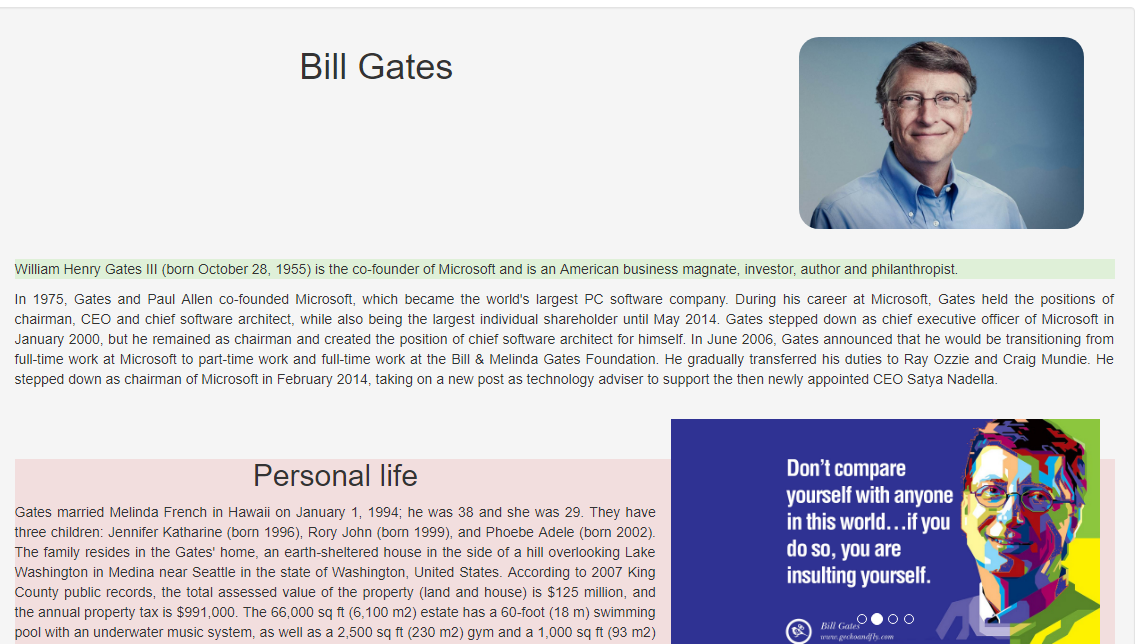 Bill Gates
William Henry Gates III (born October 28, 1955) is the co-founder of Microsoft and is an American business magnate, investor, author and philanthropist.
In 1975, Gates and Paul Allen co-founded Microsoft, which became the world's largest PC software company. During his career at Microsoft, Gates held the positions of
chairman, CEO and chief software architect, while also being the largest individual shareholder until May 2014. Gates stepped down as chief executive officer of Microsoft in
January 2000, but he remained as chairman and created the position of chief software architect for himself. In June 2006, Gates announced that he would be transitioning from
full-time work at Microsoft to part-time work and full-time work at the Bill & Melinda Gates Foundation. He gradually transferred his duties to Ray Ozzie and Craig Mundie. He
stepped down as chairman of Microsoft in February 2014, taking on a new post as technology adviser to support the then newly appointed CEO Satya Nadella.
Personal life
Gates married Melinda French in Hawaii on January 1, 1994; he was 38 and she was 29. They have
three children: Jennifer Katharine (born 1996), Rory John (born 1999), and Phoebe Adele (born 2002).
The family resides in the Gates' home, an earth-sheltered house in the side of a hill overlooking Lake
Washington in Medina near Seattle in the state of Washington, United States. According to 2007 King
County public records, the total assessed value of the property (land and house) is $125 million, and
the annual property tax is $991,000. The 66,000 sq ft (6,100 m2) estate has a 60-foot (18 m) swimming
pool with an underwater music system, as well as a 2,500 sq ft (230 m2) gym and a 1,000 sq ft (93 m2)
Don't compare
yourself with anyone
in this world...if you
do so, you are
insulting yourself.
Bill Gates
www.geckoandfly.com